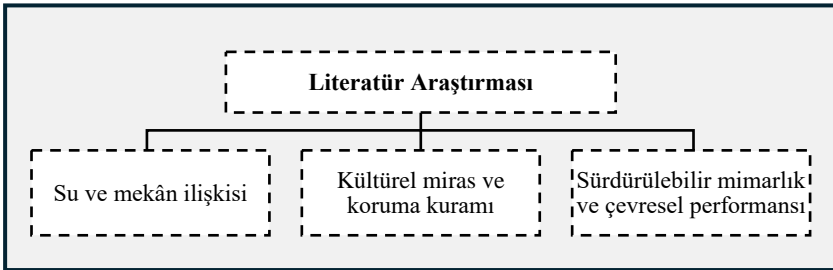 Literatür Araştırması
Su ve mekân ilişkisi
Kültürel miras ve
koruma kuramı
Sürdürülebilir mimarlık
ve çevresel performansı